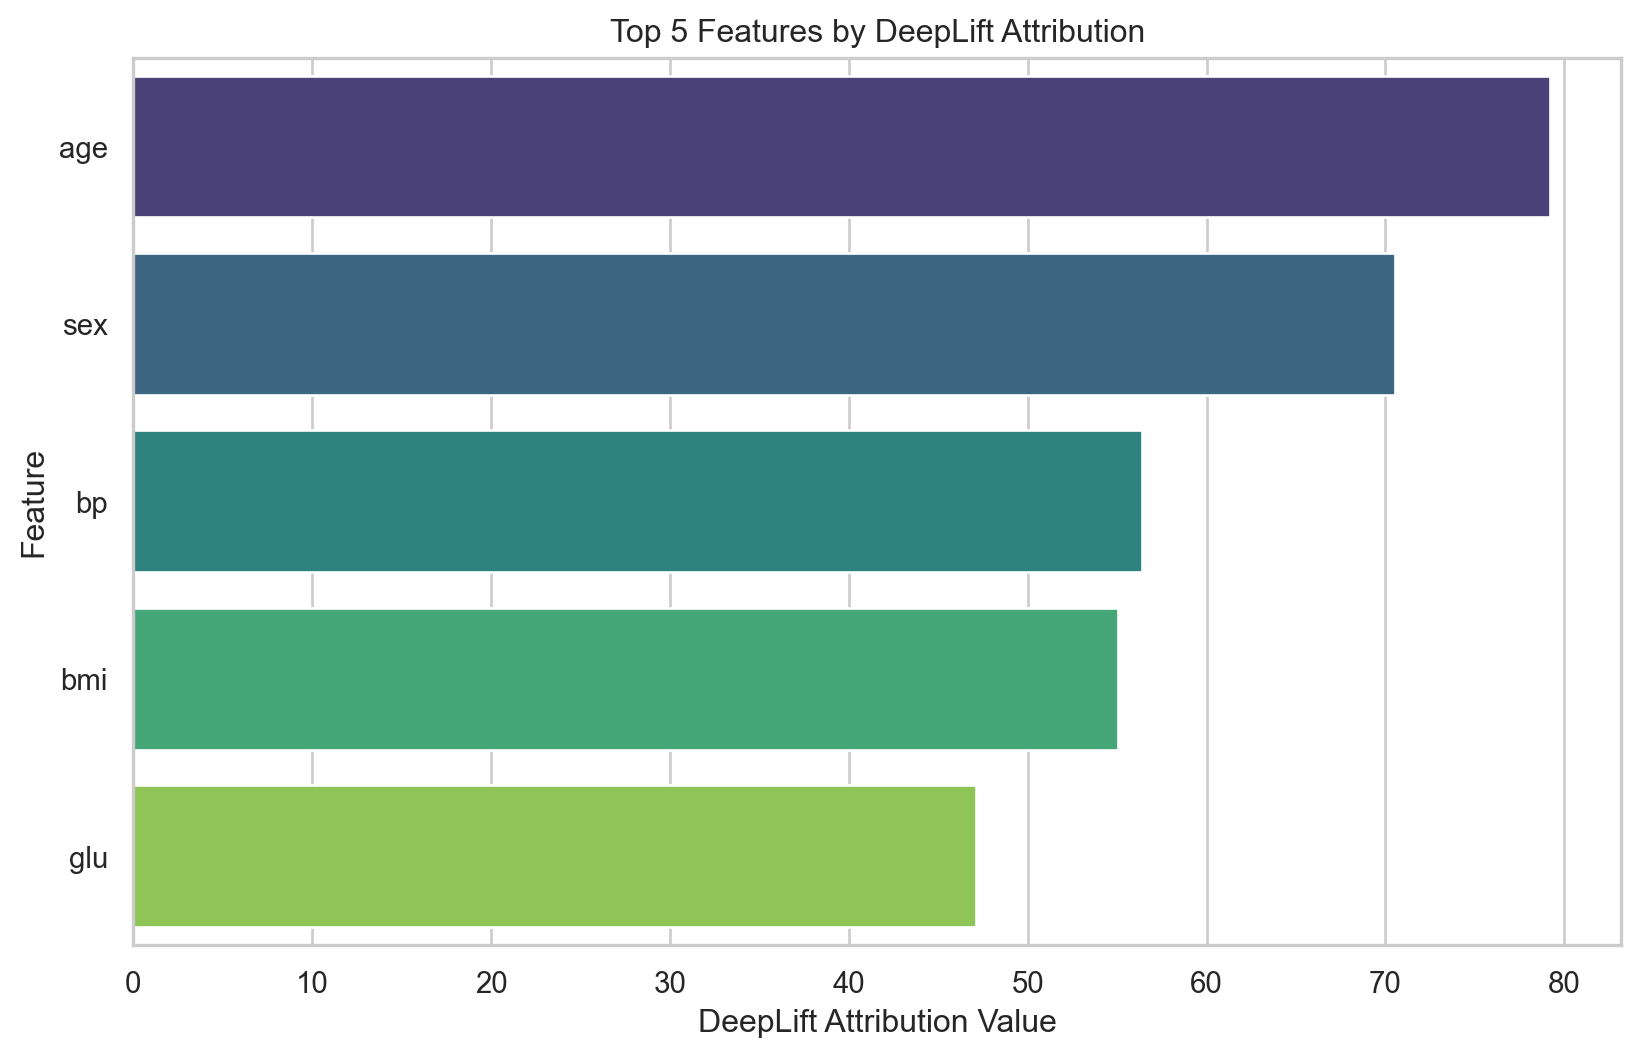 Top 5 Features by DeepLift Attribution
Feature
age
sex
bp
bmi
glu
0 10 20 30 40 50 60 70 80
DeepLift Attribution Value